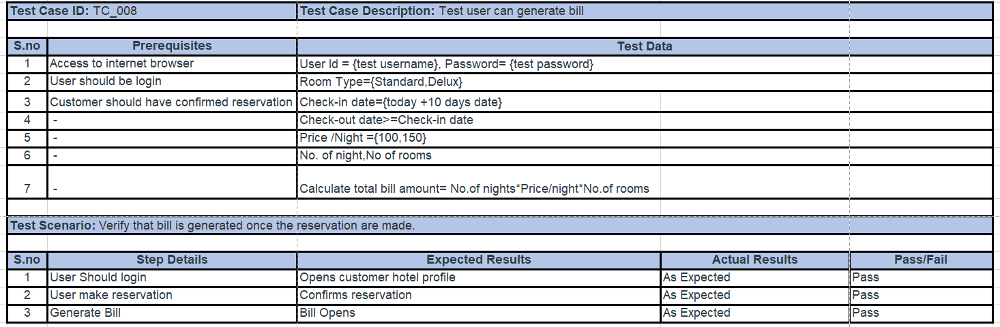 Test Case ID: TC_008 Test Case Description: Test user can generate bill
S.no Prerequisites Test Data
1 Access to internet browser User Id = {test username}, Password= {test password}
2 User should be login Room Type={Standard,Delux}
3 Customer should have confirmed reservation Check-in date={today +10 days date}
4 - Check-out date>=Check-in date
5 - Price /Night ={100,150}
6 - No. of night,No of rooms
7 - Calculate total bill amount= No.of nights*Price/night*No.of rooms
Test Scenario: Verify that bill is generated once the reservation are made.
S.no Step Details Expected Results Actual Results Pass/Fail
1 User Should login Opens customer hotel profile As Expected Pass
2 User make reservation Confirms reservation As Expected Pass
3 Generate Bill Bill Opens As Expected Pass